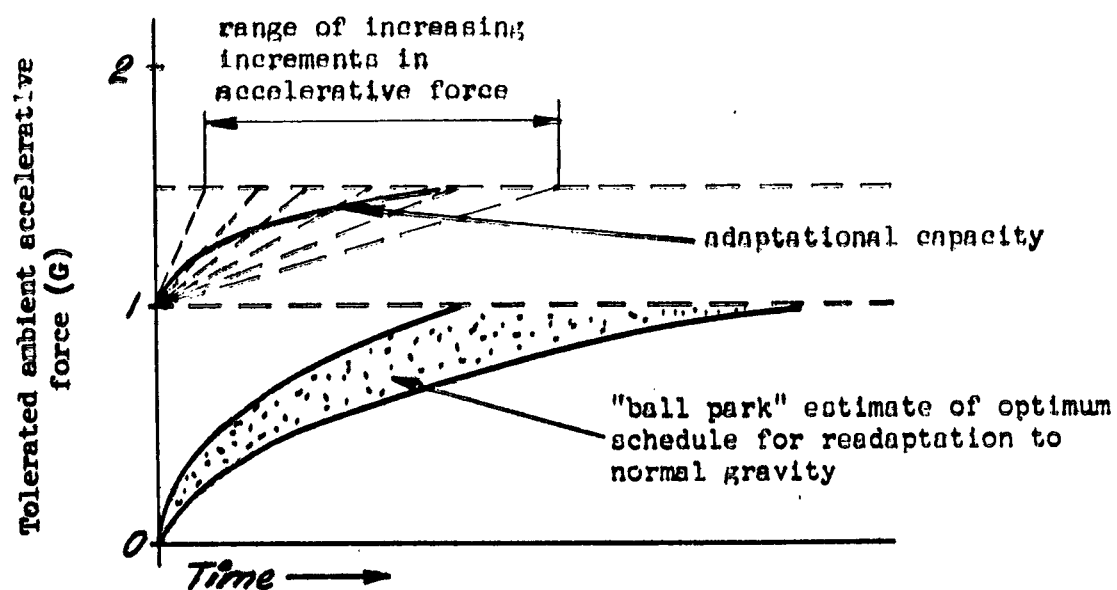 range of increasing
increments in
accelerative force
2
Tolerated ambient accelerative
force (G)
adaptational capacity
1
"ball park" estimate of optimum
schedule for readaptation to
normal gravity
0
Time